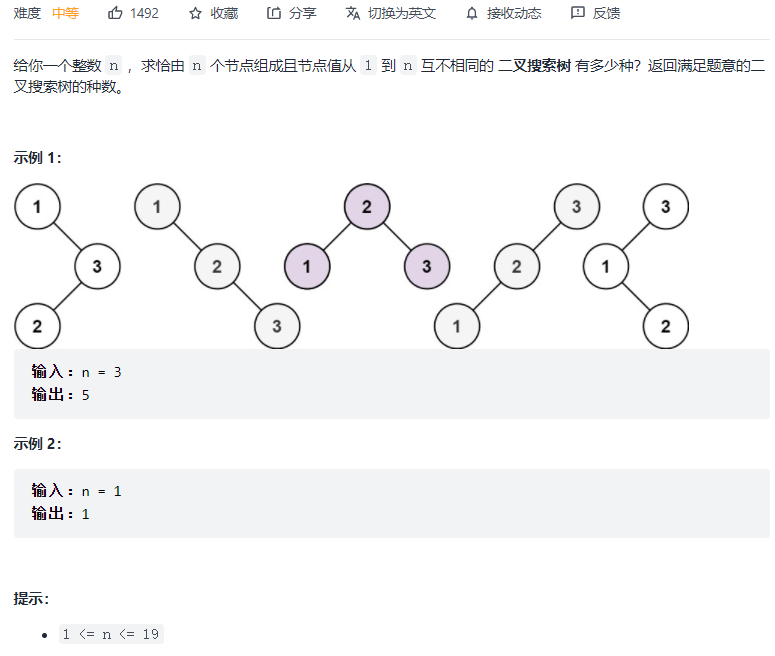 难度 中等 1492 收藏 分享 切换为英文 接收动态 反馈
给你一个整数 n ，求恰由 n 个节点组成且节点值从 1 到 n 互不相同的 二叉搜索树 有多少种？返回满足题意的二
叉搜索树的种数。
示例 1：
1 1 2 3 3
3 2 1 3 2 1
2 3 1 2
输入：n = 3
输出：5
示例 2：
输入：n = 1
输出：1
提示：
1 <= n <= 19